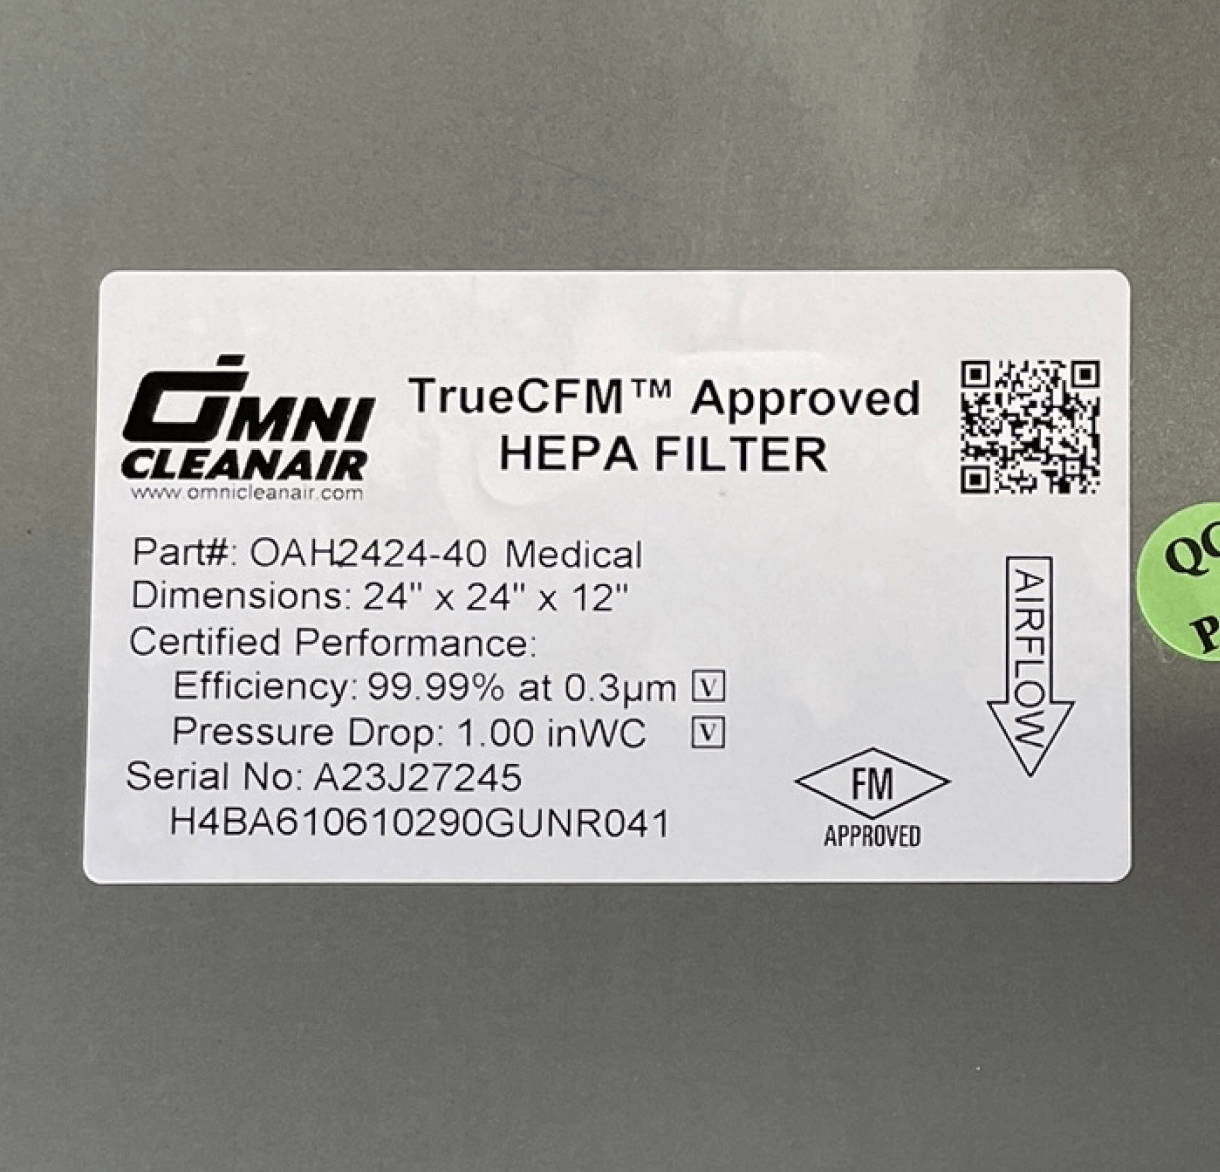 OMNI
CLEANAIR
www.omnicleanair.com
TrueCFM™ Approved
HEPA FILTER
Part#: OAH2424-40 Medical
Dimensions: 24" x 24" x 12"
Certified Performance:
Efficiency: 99.99% at 0.3µm V
Pressure Drop: 1.00 inWC V
Serial No: A23J27245
H4BA610610290GUNR041
FM
APPROVED
AIRFLOW